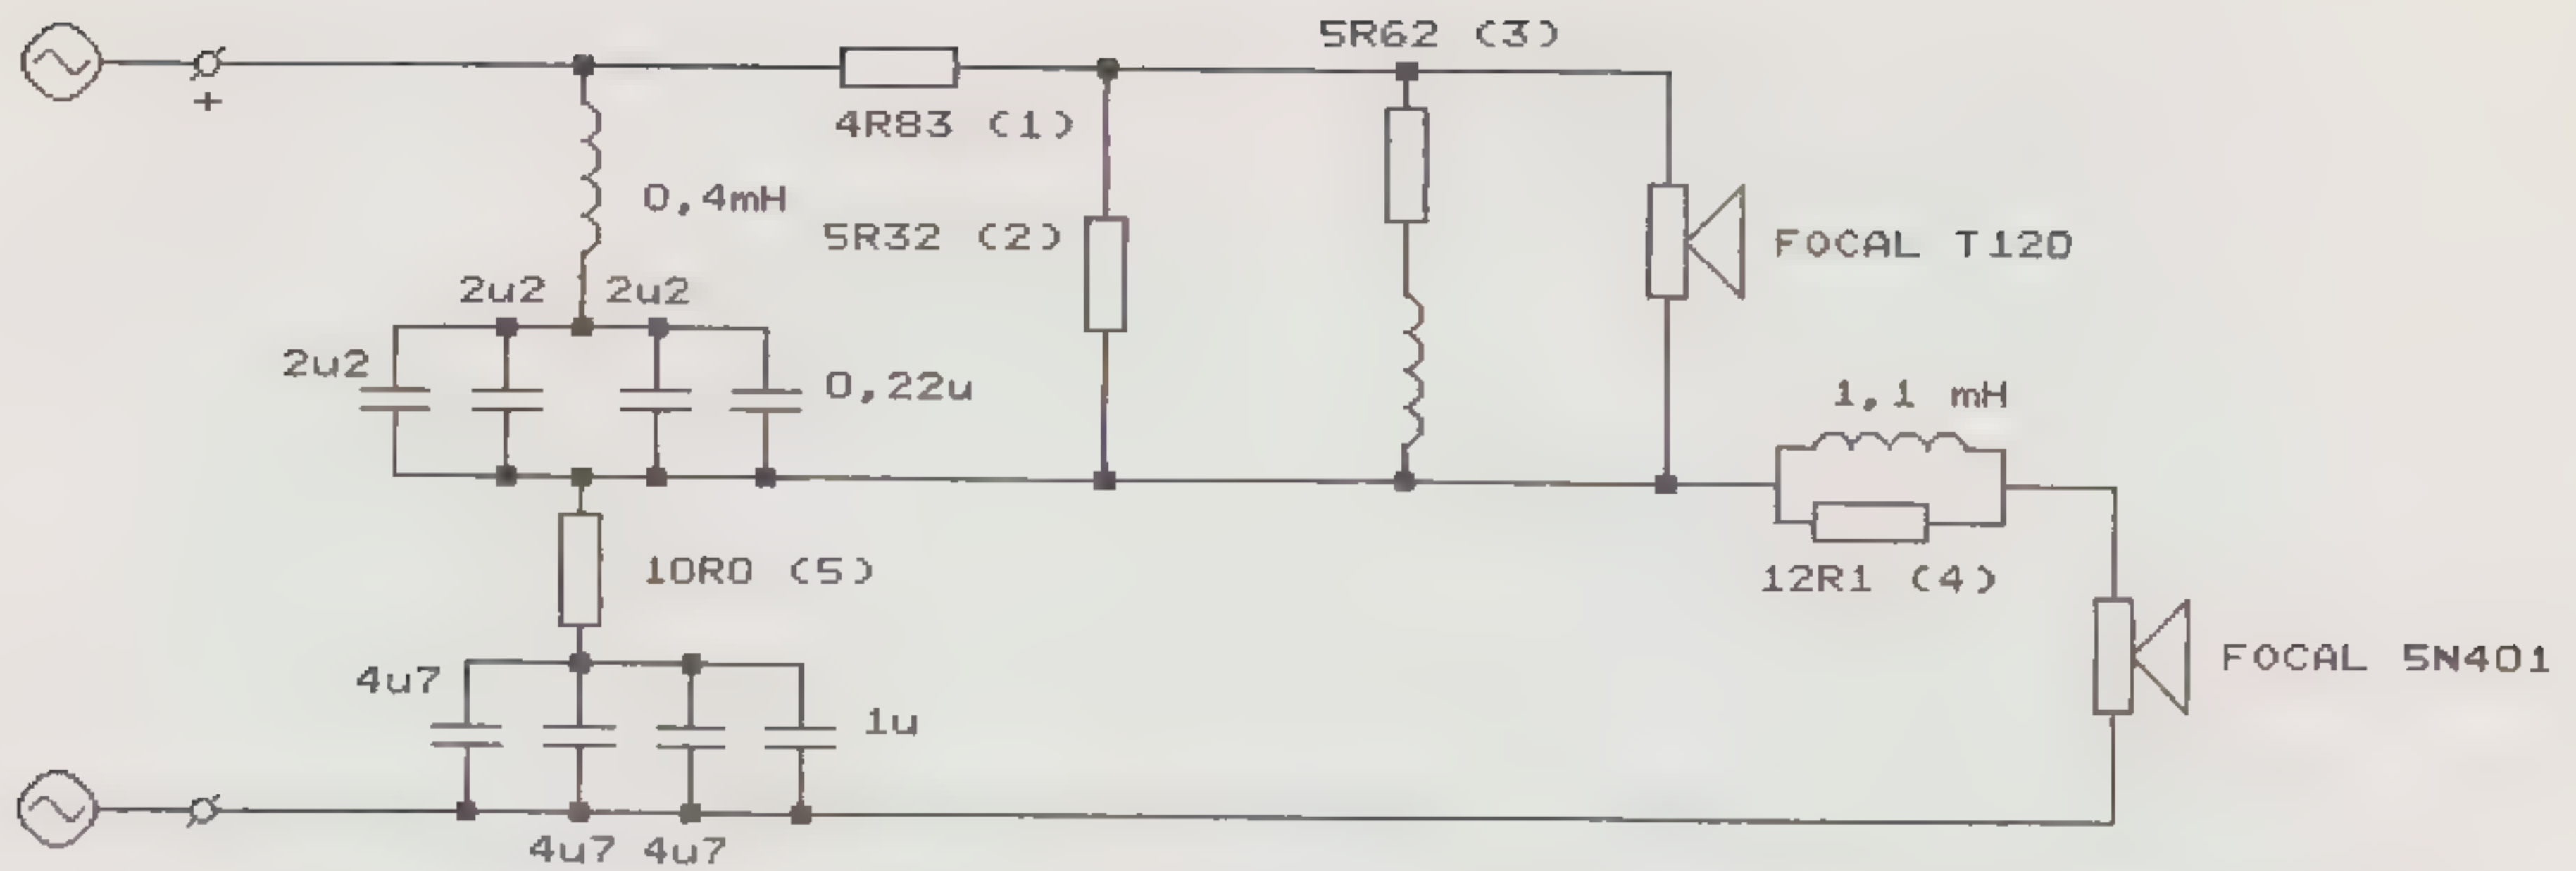 5R62 (3)
+
4R83 (1)
0,4mH
5R32 (2)
FOCAL T120
2u2
2u2
2u2
0,22u
1,1 mH
10R0 (5)
12R1 (4)
4u7
1u
FOCAL 5N401
4u7
4u7